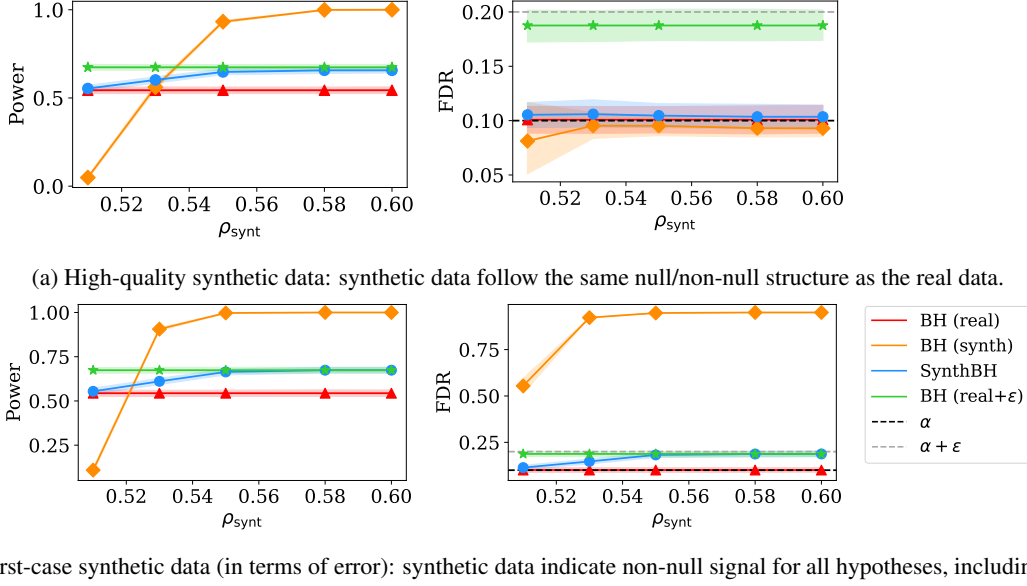 1.0
0.5
0.0
Power
0.52 0.54 0.56 0.58 0.60
ρsynt
0.20
0.15
0.10
0.05
FDR
0.52 0.54 0.56 0.58 0.60
ρsynt
(a) High-quality synthetic data: synthetic data follow the same null/non-null structure as the real data.
1.00
0.75
0.50
0.25
Power
0.52 0.54 0.56 0.58 0.60
ρsynt
0.75
0.50
0.25
FDR
0.52 0.54 0.56 0.58 0.60
ρsynt
BH (real)
BH (synth)
SynthBH
BH (real+ε)
α
α + ε
rst-case synthetic data (in terms of error): synthetic data indicate non-null signal for all hypotheses, includin